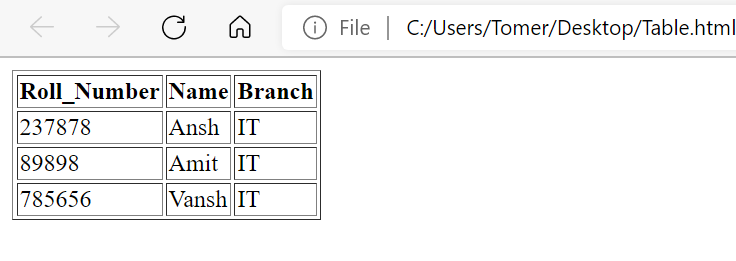 File C:/Users/Tomer/Desktop/Table.html
Roll_Number Name Branch
237878 Ansh IT
89898 Amit IT
785656 Vansh IT